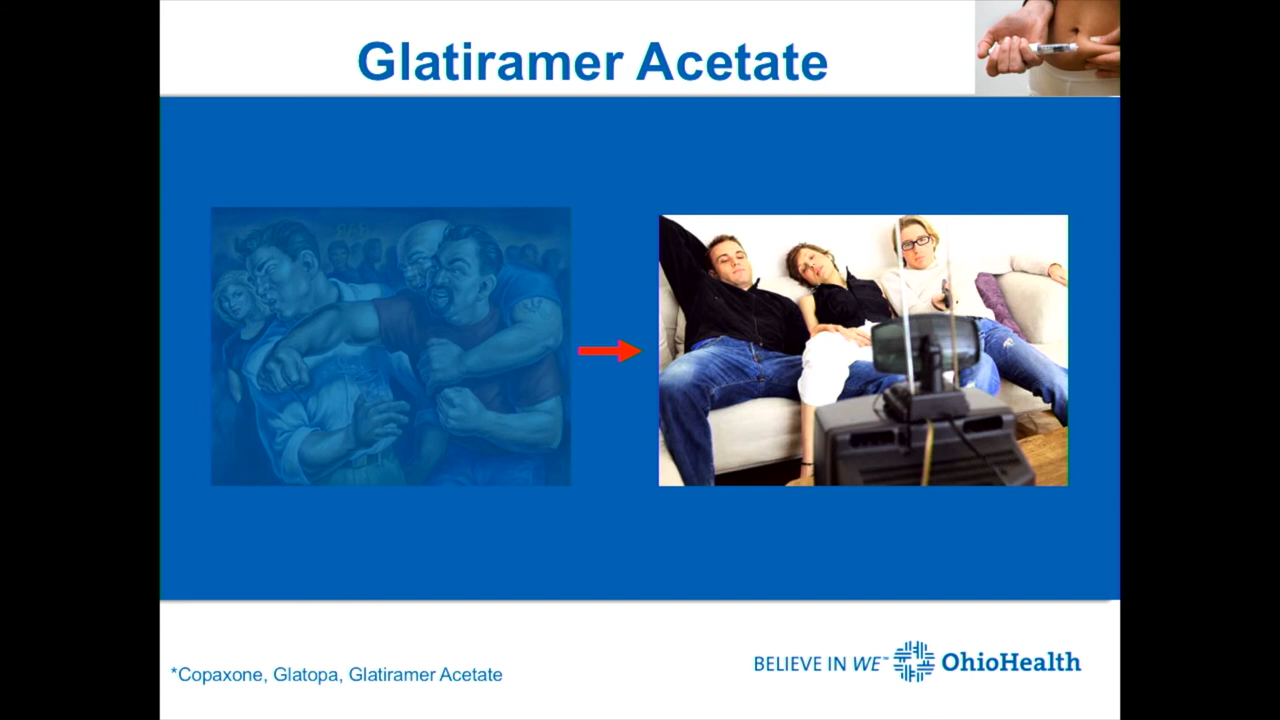 Glatiramer Acetate
*Copaxone, Glatopa, Glatiramer Acetate
BELIEVE IN WE™ OhioHealth